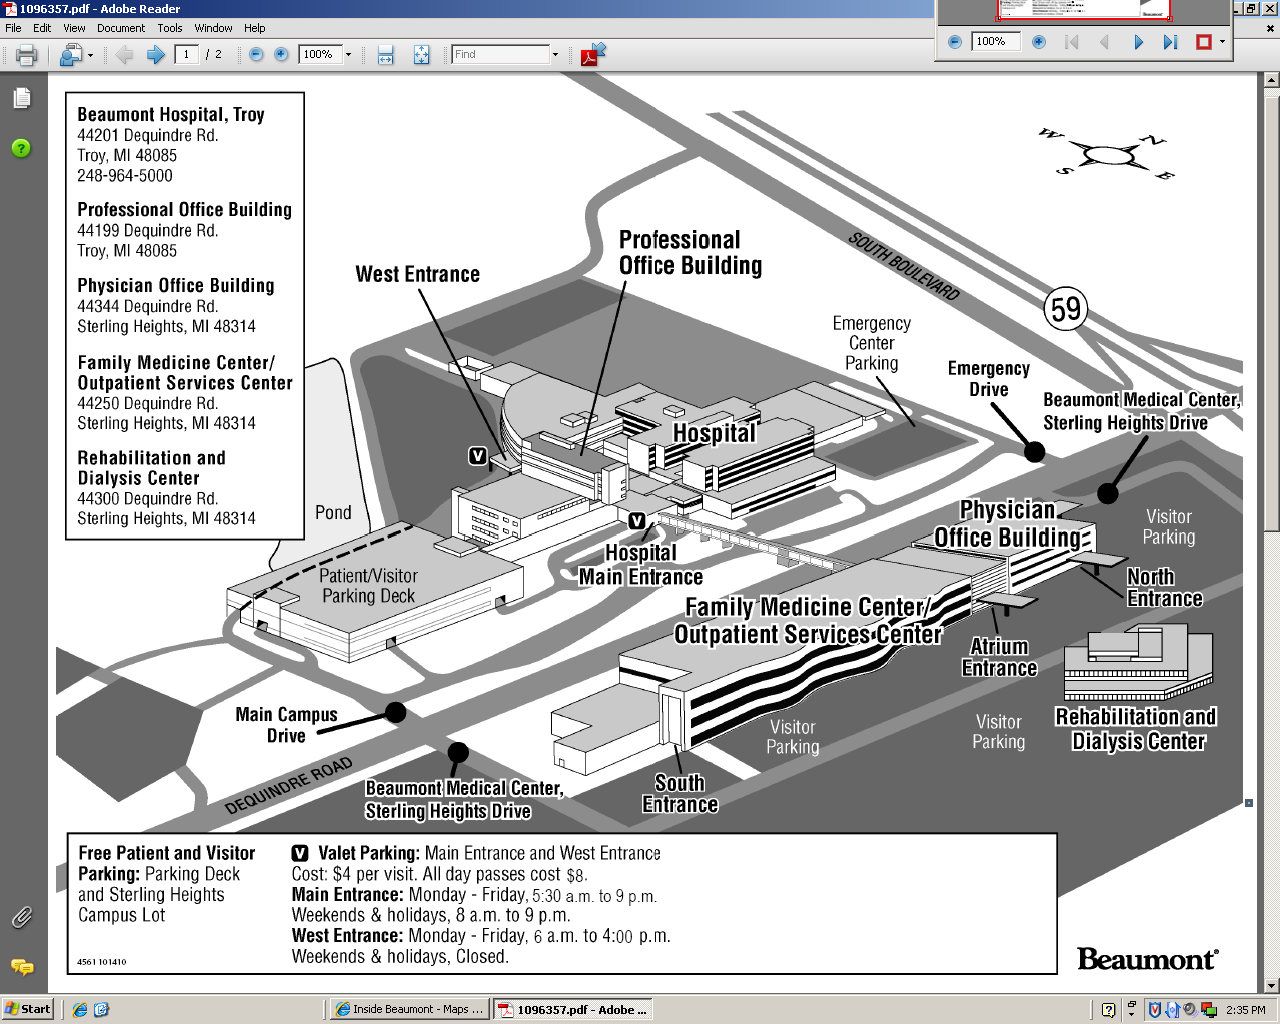 1096357.pdf - Adobe Reader
File Edit View Document Tools Window Help
1 / 2
100%
Find
100%
Beaumont Hospital, Troy
44201 Dequindre Rd.
Troy, MI 48085
248-964-5000
Professional Office Building
44199 Dequindre Rd.
Troy, MI 48085
Physician Office Building
44344 Dequindre Rd.
Sterling Heights, MI 48314
Family Medicine Center/
Outpatient Services Center
44250 Dequindre Rd.
Sterling Heights, MI 48314
Rehabilitation and
Dialysis Center
44300 Dequindre Rd.
Sterling Heights, MI 48314
W N
S E
SOUTH BOULEVARD
59
Professional
Office Building
West Entrance
Emergency
Center
Parking
Emergency
Drive
Beaumont Medical Center,
Sterling Heights Drive
Hospital
V
Pond
V
Hospital
Main Entrance
Physician
Office Building
Visitor
Parking
North
Entrance
Patient/Visitor
Parking Deck
Family Medicine Center/
Outpatient Services Center
Atrium
Entrance
Main Campus
Drive
Visitor
Parking
Visitor
Parking
Rehabilitation and
Dialysis Center
DEQUINDRE ROAD
Beaumont Medical Center,
Sterling Heights Drive
South
Entrance
Free Patient and Visitor
Parking: Parking Deck
and Sterling Heights
Campus Lot
4561 101410
V Valet Parking: Main Entrance and West Entrance
Cost: $4 per visit. All day passes cost $8.
Main Entrance: Monday - Friday, 5:30 a.m. to 9 p.m.
Weekends & holidays, 8 a.m. to 9 p.m.
West Entrance: Monday - Friday, 6 a.m. to 4:00 p.m.
Weekends & holidays, Closed.
Beaumont®
Start
Inside Beaumont - Maps ...
1096357.pdf - Adobe ...
2:35 PM